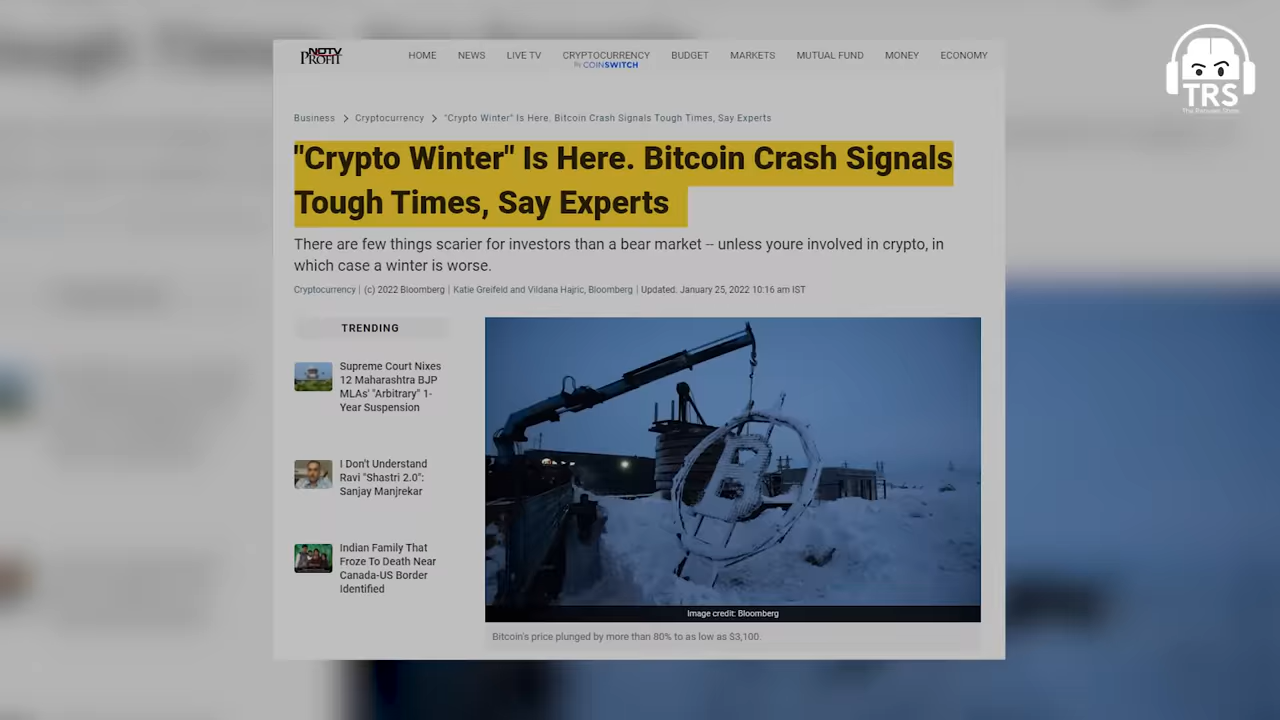 NDTV
PROFIT
HOME NEWS LIVE TV CRYPTOCURRENCY BUDGET MARKETS MUTUAL FUND MONEY ECONOMY
By COINSWITCH
TRS
The Ranveer Show
Business > Cryptocurrency > "Crypto Winter" Is Here. Bitcoin Crash Signals Tough Times, Say Experts
"Crypto Winter" Is Here. Bitcoin Crash Signals
Tough Times, Say Experts
There are few things scarier for investors than a bear market -- unless youre involved in crypto, in
which case a winter is worse.
Cryptocurrency | (c) 2022 Bloomberg | Katie Greifeld and Vildana Hajric, Bloomberg | Updated. January 25, 2022 10:16 am IST
TRENDING
Supreme Court Nixes
12 Maharashtra BJP
MLAs' "Arbitrary" 1-
Year Suspension
I Don't Understand
Ravi "Shastri 2.0":
Sanjay Manjrekar
Indian Family That
Froze To Death Near
Canada-US Border
Identified
Image credit: Bloomberg
Bitcoin's price plunged by more than 80% to as low as $3,100.